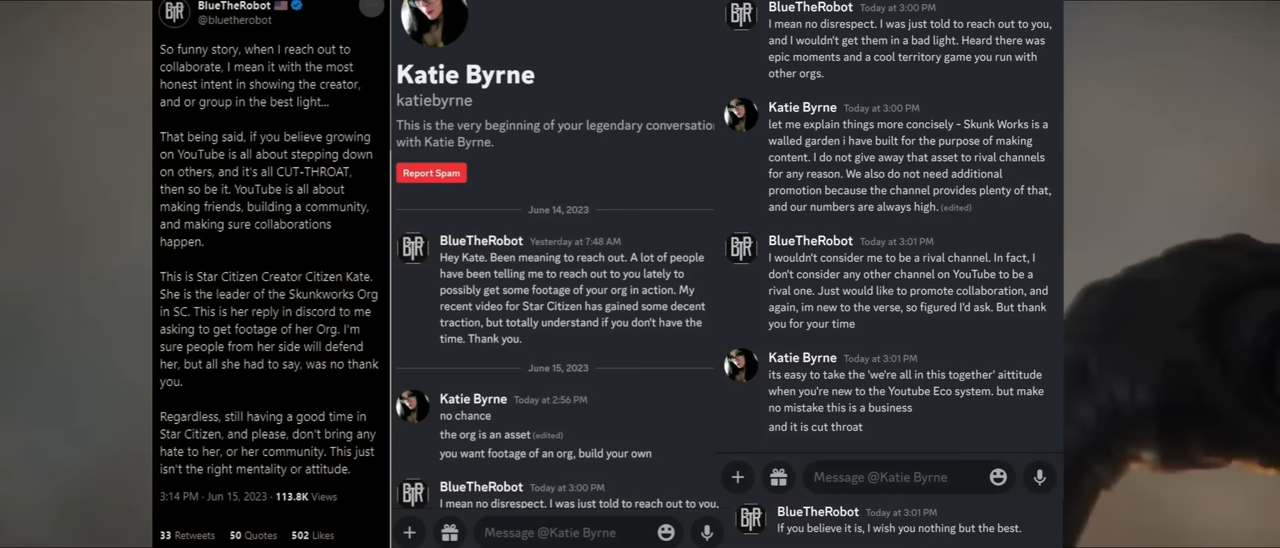 BlueTheRobot
@bluetherobot
So funny story, when I reach out to
collaborate, I mean it with the most
honest intent in showing the creator,
and or group in the best light...
That being said, if you believe growing
on YouTube is all about stepping down
on others, and it's all CUT-THROAT,
then so be it. YouTube is all about
making friends, building a community,
and making sure collaborations
happen.
This is Star Citizen Creator Citizen Kate.
She is the leader of the Skunkworks Org
in SC. This is her reply in discord to me
asking to get footage of her Org. I'm
sure people from her side will defend
her, but all she had to say, was no thank
you.
Regardless, still having a good time in
Star Citizen, and please, don't bring any
hate to her, or her community. This just
isn't the right mentality or attitude.
3:14 PM · Jun 15, 2023 · 113.8K Views
33 Retweets 50 Quotes 502 Likes
Katie Byrne
katiebyrne
This is the very beginning of your legendary conversatio
with Katie Byrne.
Report Spam
June 14, 2023
BTR
BlueTheRobot Yesterday at 7:48 AM
Hey Kate. Been meaning to reach out. A lot of people
have been telling me to reach out to you lately to
possibly get some footage of your org in action. My
recent video for Star Citizen has gained some decent
traction, but totally understand if you don't have the
time. Thank you.
June 15, 2023
Katie Byrne Today at 2:56 PM
no chance
the org is an asset (edited)
you want footage of an org, build your own
BTR
BlueTheRobot Today at 3:00 PM
I mean no disrespect. I was just told to reach out to you,
Message @Katie Byrne
BTR
BlueTheRobot Today at 3:00 PM
I mean no disrespect. I was just told to reach out to you,
and I wouldn't get them in a bad light. Heard there was
epic moments and a cool territory game you run with
other orgs.
Katie Byrne Today at 3:00 PM
let me explain things more concisely - Skunk Works is a
walled garden i have built for the purpose of making
content. I do not give away that asset to rival channels
for any reason. We also do not need additional
promotion because the channel provides plenty of that,
and our numbers are always high. (edited)
BTR
BlueTheRobot Today at 3:01 PM
I wouldn't consider me to be a rival channel. In fact, I
don't consider any other channel on YouTube to be a
rival one. Just would like to promote collaboration, and
again, im new to the verse, so figured I'd ask. But thank
you for your time
Katie Byrne Today at 3:01 PM
its easy to take the 'we're all in this together' aittitude
when you're new to the Youtube Eco system. but make
no mistake this is a business
and it is cut throat
Message @Katie Byrne
BTR
BlueTheRobot Today at 3:01 PM
If you believe it is, I wish you nothing but the best.